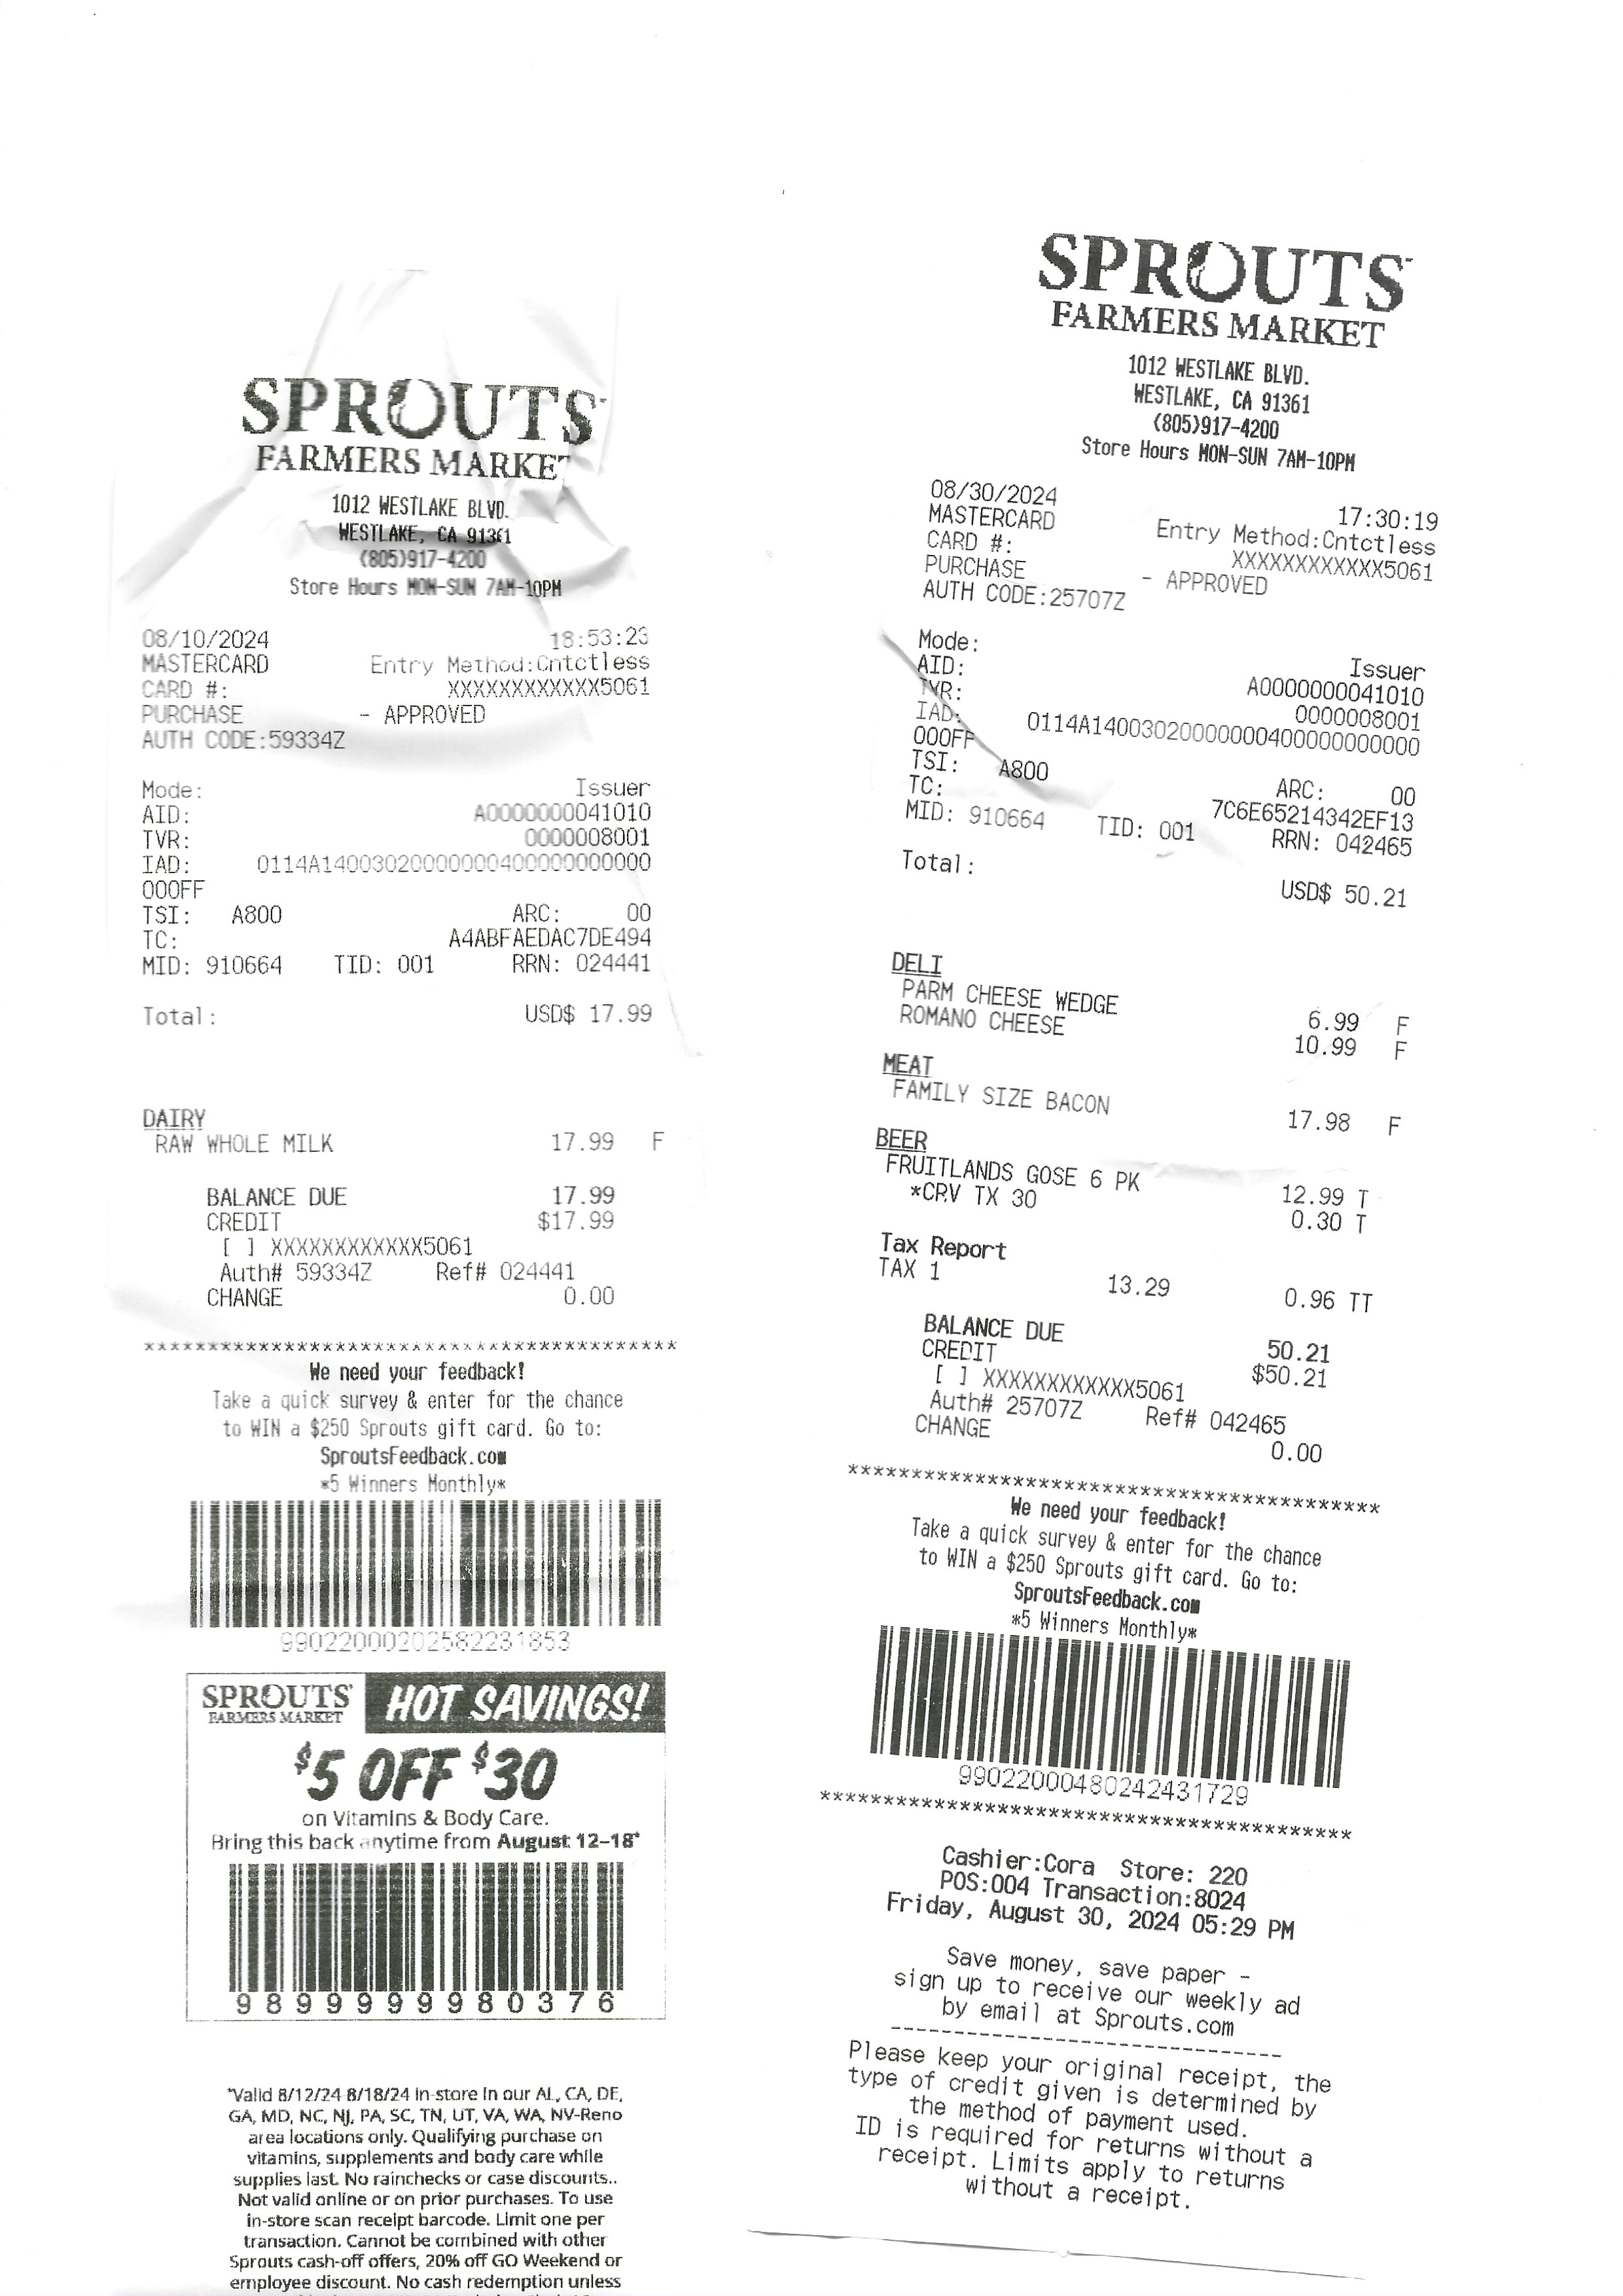 SPROUTS
FARMERS MARKET
1012 WESTLAKE BLVD.
WESTLAKE, CA 91361
(805)917-4200
Store Hours MON-SUN 7AM-10PM
08/10/2024 18:53:23
MASTERCARD Entry Method:Cntctless
CARD #: XXXXXXXXXXXX5061
PURCHASE - APPROVED
AUTH CODE:59334Z
Mode: Issuer
AID: A0000000041010
TVR: 0000008001
IAD: 0114A14003020000000400000000000
000FF
TSI: A800 ARC: 00
TC: A4ABFAEDAC7DE494
MID: 910664 TID: 001 RRN: 024441
Total: USD$ 17.99
DAIRY
RAW WHOLE MILK 17.99 F
BALANCE DUE 17.99
CREDIT $17.99
[ ] XXXXXXXXXXXX5061
Auth# 59334Z Ref# 024441
CHANGE 0.00
******************************************
We need your feedback!
Take a quick survey & enter for the chance
to WIN a $250 Sprouts gift card. Go to:
SproutsFeedback.com
*5 Winners Monthly*
99022000202582231853
SPROUTS
FARMERS MARKET
HOT SAVINGS!
$5 OFF $30
on Vitamins & Body Care.
Bring this back anytime from August 12-18*
989999980376
*Valid 8/12/24-8/18/24 in-store in our AL, CA, DE,
GA, MD, NC, NJ, PA, SC, TN, UT, VA, WA, NV-Reno
area locations only. Qualifying purchase on
vitamins, supplements and body care while
supplies last. No rainchecks or case discounts..
Not valid online or on prior purchases. To use
in-store scan receipt barcode. Limit one per
transaction. Cannot be combined with other
Sprouts cash-off offers, 20% off GO Weekend or
employee discount. No cash redemption unless
SPROUTS
FARMERS MARKET
1012 WESTLAKE BLVD.
WESTLAKE, CA 91361
(805)917-4200
Store Hours MON-SUN 7AM-10PM
08/30/2024 17:30:19
MASTERCARD Entry Method:Cntctless
CARD #: XXXXXXXXXXXX5061
PURCHASE - APPROVED
AUTH CODE:25707Z
Mode: Issuer
AID: A0000000041010
TVR: 0000008001
IAD: 0114A14003020000000400000000000
000FF
TSI: A800 ARC: 00
TC: 7C6E65214342EF13
MID: 910664 TID: 001 RRN: 042465
Total: USD$ 50.21
DELI
PARM CHEESE WEDGE 6.99 F
ROMANO CHEESE 10.99 F
MEAT
FAMILY SIZE BACON 17.98 F
BEER
FRUITLANDS GOSE 6 PK 12.99 T
*CRV TX 30 0.30 T
Tax Report
TAX 1 13.29 0.96 TT
BALANCE DUE 50.21
CREDIT $50.21
[ ] XXXXXXXXXXXX5061
Auth# 25707Z Ref# 042465
CHANGE 0.00
******************************************
We need your feedback!
Take a quick survey & enter for the chance
to WIN a $250 Sprouts gift card. Go to:
SproutsFeedback.com
*5 Winners Monthly*
99022000480242431729
******************************************
Cashier:Cora Store: 220
POS:004 Transaction:8024
Friday, August 30, 2024 05:29 PM
Save money, save paper -
sign up to receive our weekly ad
by email at Sprouts.com
-------------------------------
Please keep your original receipt, the
type of credit given is determined by
the method of payment used.
ID is required for returns without a
receipt. Limits apply to returns
without a receipt.